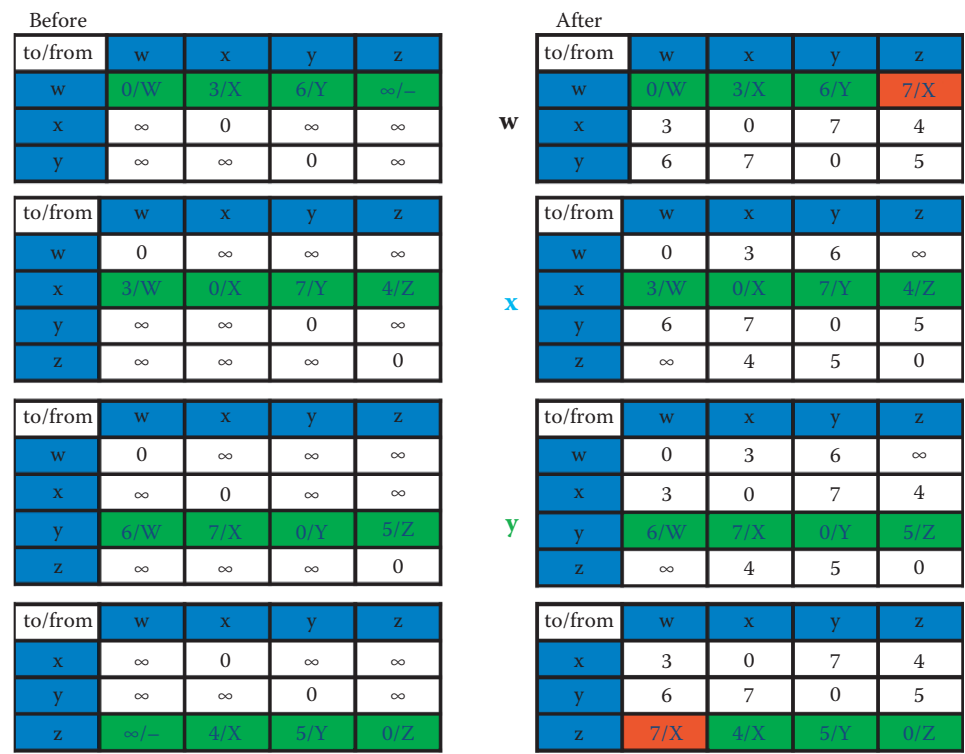 Before After
to/from w x y z to/from w x y z
w 0/W 3/X 6/Y ∞/– w 0/W 3/X 6/Y 7/X
x ∞ 0 ∞ ∞ w x 3 0 7 4
y ∞ ∞ 0 ∞ y 6 7 0 5
to/from w x y z to/from w x y z
w 0 ∞ ∞ ∞ w 0 3 6 ∞
x 3/W 0/X 7/Y 4/Z x x 3/W 0/X 7/Y 4/Z
y ∞ ∞ 0 ∞ y 6 7 0 5
z ∞ ∞ ∞ 0 z ∞ 4 5 0
to/from w x y z to/from w x y z
w 0 ∞ ∞ ∞ w 0 3 6 ∞
x ∞ 0 ∞ ∞ x 3 0 7 4
y 6/W 7/X 0/Y 5/Z y y 6/W 7/X 0/Y 5/Z
z ∞ ∞ ∞ 0 z ∞ 4 5 0
to/from w x y z to/from w x y z
x ∞ 0 ∞ ∞ x 3 0 7 4
y ∞ ∞ 0 ∞ y 6 7 0 5
z ∞/– 4/X 5/Y 0/Z z 7/X 4/X 5/Y 0/Z